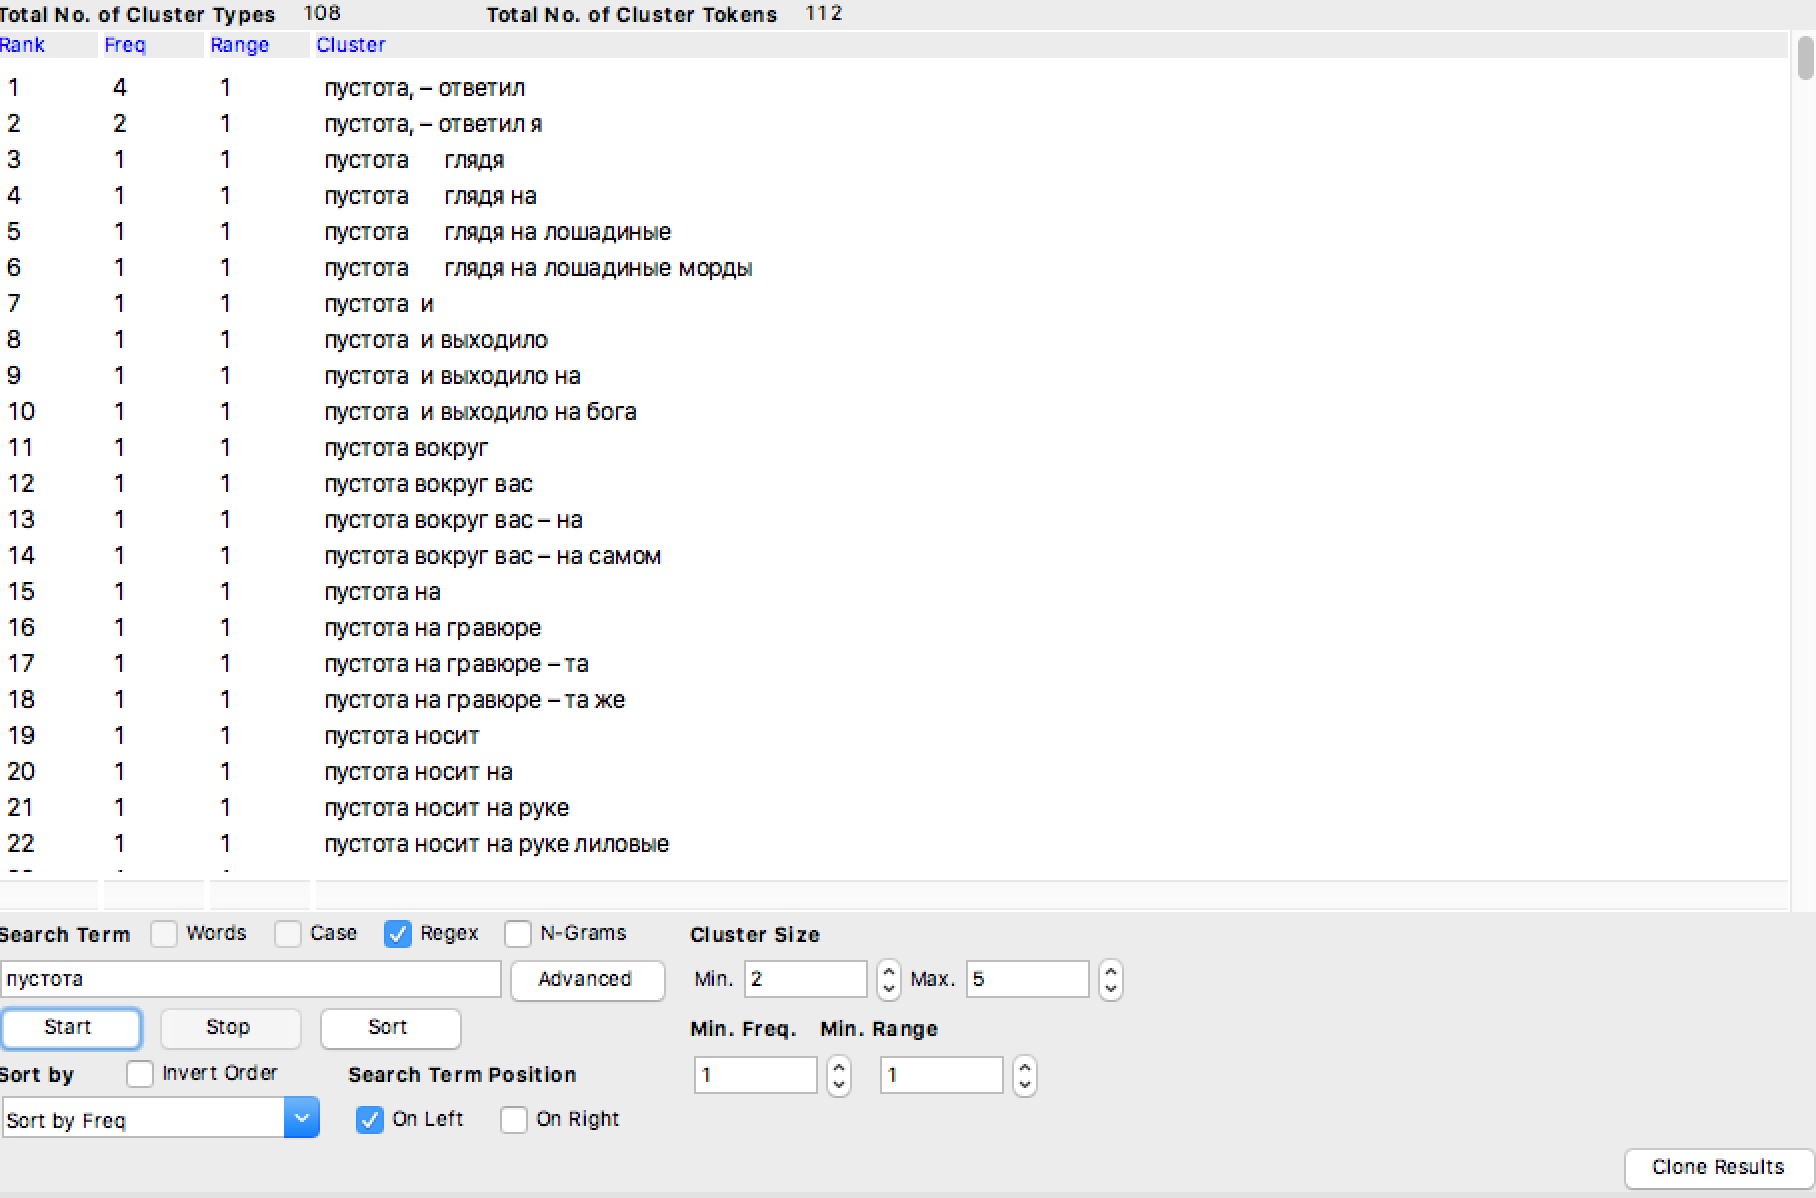 Total No. of Cluster Types 108 Total No. of Cluster Tokens 112
Rank Freq Range Cluster
1 4 1 пустота, – ответил
2 2 1 пустота, – ответил я
3 1 1 пустота глядя
4 1 1 пустота глядя на
5 1 1 пустота глядя на лошадиные
6 1 1 пустота глядя на лошадиные морды
7 1 1 пустота и
8 1 1 пустота и выходило
9 1 1 пустота и выходило на
10 1 1 пустота и выходило на бога
11 1 1 пустота вокруг
12 1 1 пустота вокруг вас
13 1 1 пустота вокруг вас – на
14 1 1 пустота вокруг вас – на самом
15 1 1 пустота на
16 1 1 пустота на гравюре
17 1 1 пустота на гравюре – та
18 1 1 пустота на гравюре – та же
19 1 1 пустота носит
20 1 1 пустота носит на
21 1 1 пустота носит на руке
22 1 1 пустота носит на руке лиловые
Search Term Words Case Regex N-Grams Cluster Size
пустота Advanced Min. 2 Max. 5
Start Stop Sort Min. Freq. Min. Range
Sort by Invert Order Search Term Position 1 1
Sort by Freq On Left On Right
Clone Results